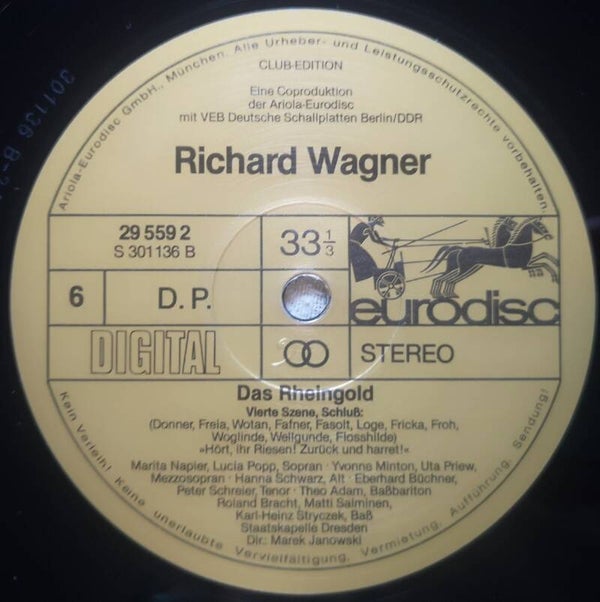 Ariola-Eurodisc GmbH., München. Alle Urheber- und Leistungsschutzrechte vorbehalten.
CLUB-EDITION
Eine Coproduktion
der Ariola-Eurodisc
mit VEB Deutsche Schallplatten Berlin/DDR
Richard Wagner
29 559 2
S 301 136 B
33 1/3
6
D. P.
eurodisc
DIGITAL
STEREO
Das Rheingold
Vierte Szene, Schluß:
(Donner, Freia, Wotan, Fafner, Fasolt, Loge, Fricka, Froh,
Woglinde, Wellgunde, Flosshilde)
»Hört, ihr Riesen! Zurück und harret!«
Marita Napier, Lucia Popp, Sopran · Yvonne Minton, Uta Priew,
Mezzosopran · Hanna Schwarz, Alt · Eberhard Büchner,
Peter Schreier, Tenor · Theo Adam, Baßbariton
Roland Bracht, Matti Salminen,
Karl-Heinz Stryczek, Baß
Staatskapelle Dresden
Dir.: Marek Janowski
Kein Verleih! Keine unerlaubte Vervielfältigung, Vermietung, Aufführung, Sendung!
301136 B-